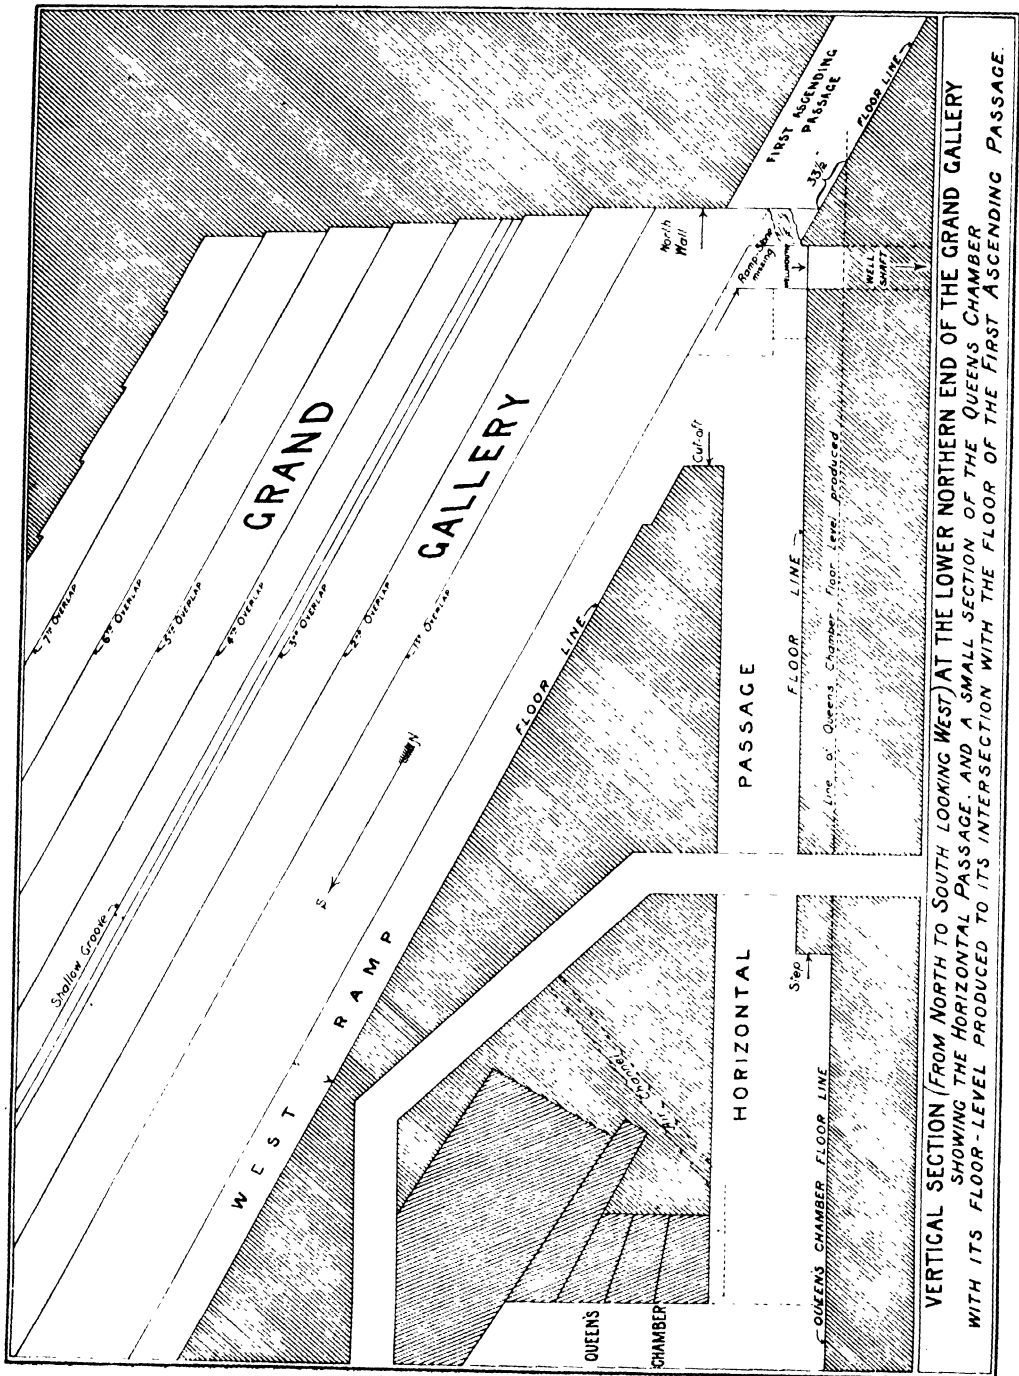 FIRST ASCENDING
PASSAGE
FLOOR LINE
33½"
North
Wall
Ramp-Stone
missing
WELL
SHAFT
GRAND
GALLERY
Cut-off
7TH OVERLAP
6TH OVERLAP
5TH OVERLAP
4TH OVERLAP
3RD OVERLAP
2ND OVERLAP
1ST OVERLAP
FLOOR LINE
N
S
Shallow Groove
WEST RAMP
HORIZONTAL PASSAGE
FLOOR LINE
Line of Queens Chamber Floor Level produced
Step
Air-Channel
QUEEN'S
CHAMBER
QUEENS CHAMBER FLOOR LINE
VERTICAL SECTION (FROM NORTH TO SOUTH LOOKING WEST) AT THE LOWER NORTHERN END OF THE GRAND GALLERY
SHOWING THE HORIZONTAL PASSAGE. AND A SMALL SECTION OF THE QUEENS CHAMBER
WITH ITS FLOOR-LEVEL PRODUCED TO ITS INTERSECTION WITH THE FLOOR OF THE FIRST ASCENDING PASSAGE.